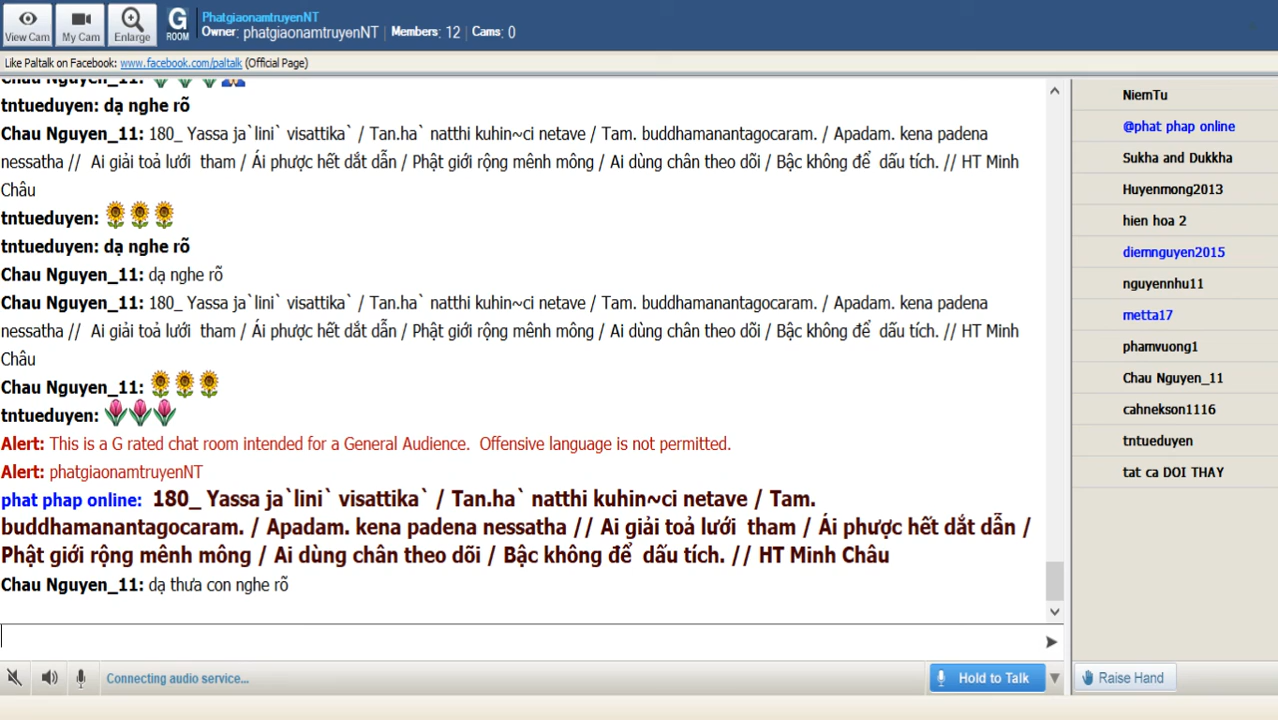 View Cam
My Cam
Enlarge
G
ROOM
PhatgiaonamtruyenNT
Owner: phatgiaonamtruyenNT Members: 12 Cams: 0
Like Paltalk on Facebook: www.facebook.com/paltalk (Official Page)
Chau Nguyen_11:
tntueduyen: dạ nghe rõ
Chau Nguyen_11: 180_ Yassa ja`lini` visattika` / Tan.ha` natthi kuhin~ci netave / Tam. buddhamanantagocaram. / Apadam. kena padena
nessatha // Ai giải toả lưới tham / Ái phược hết dắt dẫn / Phật giới rộng mênh mông / Ai dùng chân theo dõi / Bậc không để dấu tích. // HT Minh
Châu
tntueduyen:
tntueduyen: dạ nghe rõ
Chau Nguyen_11: dạ nghe rõ
Chau Nguyen_11: 180_ Yassa ja`lini` visattika` / Tan.ha` natthi kuhin~ci netave / Tam. buddhamanantagocaram. / Apadam. kena padena
nessatha // Ai giải toả lưới tham / Ái phược hết dắt dẫn / Phật giới rộng mênh mông / Ai dùng chân theo dõi / Bậc không để dấu tích. // HT Minh
Châu
Chau Nguyen_11:
tntueduyen:
Alert: This is a G rated chat room intended for a General Audience. Offensive language is not permitted.
Alert: phatgiaonamtruyenNT
phat phap online: 180_ Yassa ja`lini` visattika` / Tan.ha` natthi kuhin~ci netave / Tam.
buddhamanantagocaram. / Apadam. kena padena nessatha // Ai giải toả lưới tham / Ái phược hết dắt dẫn /
Phật giới rộng mênh mông / Ai dùng chân theo dõi / Bậc không để dấu tích. // HT Minh Châu
Chau Nguyen_11: dạ thưa con nghe rõ
Connecting audio service...
Hold to Talk
NiemTu
@phat phap online
Sukha and Dukkha
Huyenmong2013
hien hoa 2
diemnguyen2015
nguyennhu11
metta17
phamvuong1
Chau Nguyen_11
cahnekson1116
tntueduyen
tat ca DOI THAY
Raise Hand